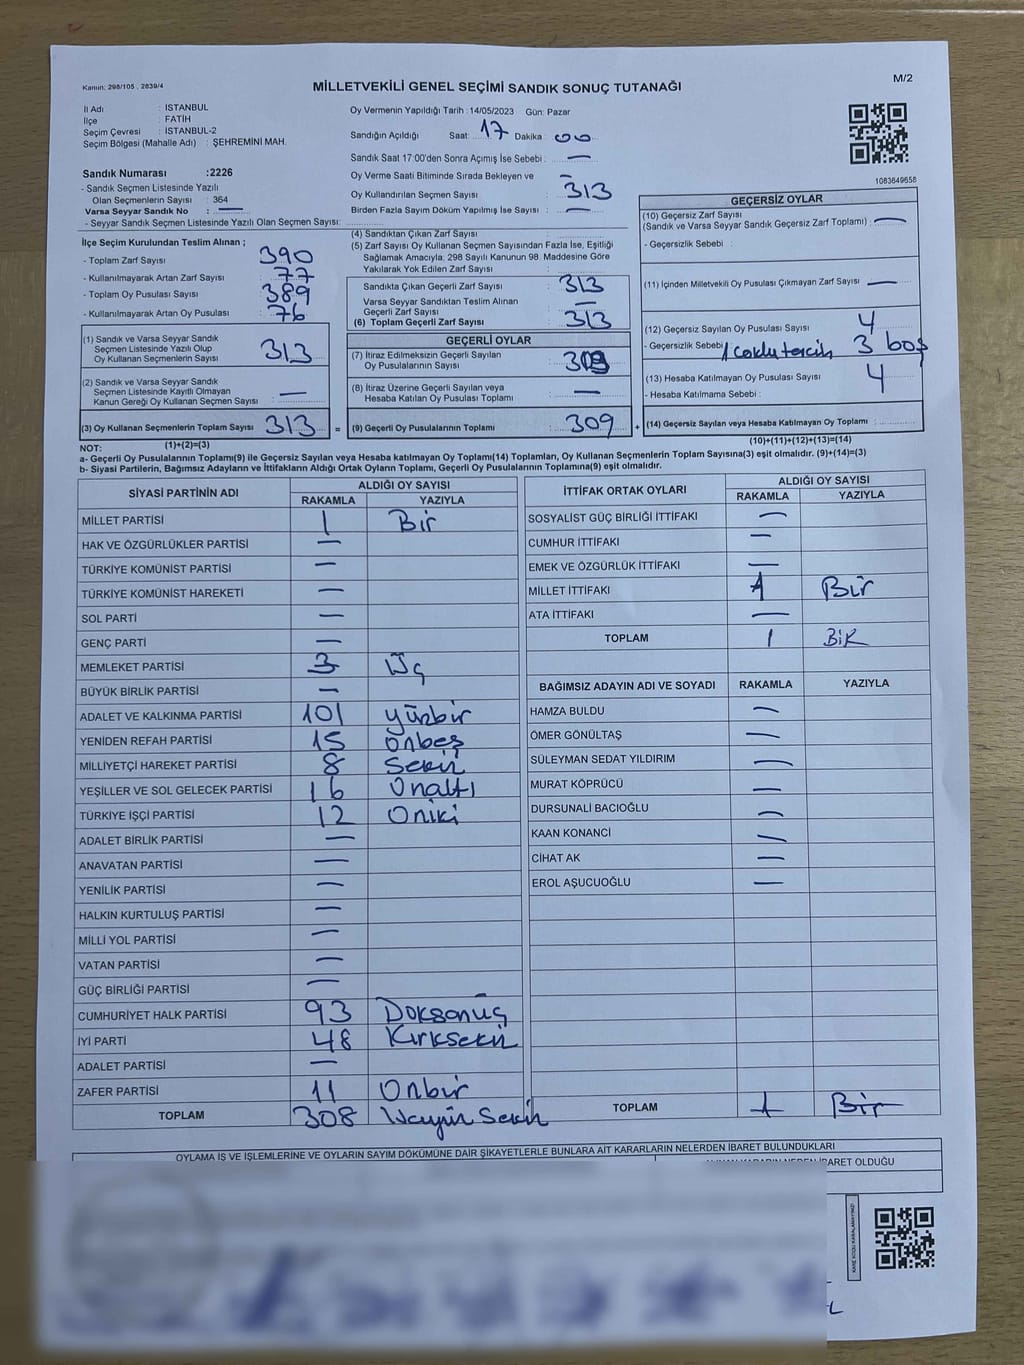 Kanun: 298/105 , 2839/4
MİLLETVEKİLİ GENEL SEÇİMİ SANDIK SONUÇ TUTANAĞI
M/2
İl Adı : İSTANBUL
İlçe : FATİH
Seçim Çevresi : İSTANBUL-2
Seçim Bölgesi (Mahalle Adı) : ŞEHREMİNİ MAH.
Sandık Numarası :2226
- Sandık Seçmen Listesinde Yazılı
Olan Seçmenlerin Sayısı : 364
Varsa Seyyar Sandık No : —
- Seyyar Sandık Seçmen Listesinde Yazılı Olan Seçmen Sayısı:
Oy Vermenin Yapıldığı Tarih :14/05/2023 Gün: Pazar
Sandığın Açıldığı Saat: 17 Dakika 00
Sandık Saat 17:00'den Sonra Açımış İse Sebebi : —
Oy Verme Saati Bitiminde Sırada Bekleyen ve —
Oy Kullandırılan Seçmen Sayısı : 313
Birden Fazla Sayım Döküm Yapılmış İse Sayısı : —
1083649658
İlçe Seçim Kurulundan Teslim Alınan ;
- Toplam Zarf Sayısı : 390
- Kullanılmayarak Artan Zarf Sayısı : 77
- Toplam Oy Pusulası Sayısı : 389
- Kullanılmayarak Artan Oy Pusulası : 76
(4) Sandıktan Çıkan Zarf Sayısı :
(5) Zarf Sayısı Oy Kullanan Seçmen Sayısından Fazla İse, Eşitliği
Sağlamak Amacıyla; 298 Sayılı Kanunun 98. Maddesine Göre
Yakılarak Yok Edilen Zarf Sayısı :
Sandıkta Çıkan Geçerli Zarf Sayısı : 313
Varsa Seyyar Sandıktan Teslim Alınan
Geçerli Zarf Sayısı : —
(6) Toplam Geçerli Zarf Sayısı : 313
GEÇERSİZ OYLAR
(10) Geçersiz Zarf Sayısı
(Sandık ve Varsa Seyyar Sandık Geçersiz Zarf Toplamı) : —
- Geçersizlik Sebebi :
(11) İçinden Milletvekili Oy Pusulası Çıkmayan Zarf Sayısı : —
(12) Geçersiz Sayılan Oy Pusulası Sayısı : 4
- Geçersizlik Sebebi : 1 çoklu tercih 3 boş
(13) Hesaba Katılmayan Oy Pusulası Sayısı : 4
- Hesaba Katılmama Sebebi :
(14) Geçersiz Sayılan veya Hesaba Katılmayan Oy Toplamı :
(10)+(11)+(12)+(13)=(14)
(1) Sandık ve Varsa Seyyar Sandık
Seçmen Listesinde Yazılı Olup
Oy Kullanan Seçmenlerin Sayısı : 313
(2) Sandık ve Varsa Seyyar Sandık
Seçmen Listesinde Kayıtlı Olmayan
Kanun Gereği Oy Kullanan Seçmen Sayısı : —
(3) Oy Kullanan Seçmenlerin Toplam Sayısı : 313 =
(1)+(2)=(3)
GEÇERLİ OYLAR
(7) İtiraz Edilmeksizin Geçerli Sayılan
Oy Pusulalarının Sayısı : 309
(8) İtiraz Üzerine Geçerli Sayılan veya
Hesaba Katılan Oy Pusulası Toplamı : —
(9) Geçerli Oy Pusulalarının Toplamı : 309 +
NOT:
a- Geçerli Oy Pusulalarının Toplamı(9) ile Geçersiz Sayılan veya Hesaba katılmayan Oy Toplamı(14) Toplamları, Oy Kullanan Seçmenlerin Toplam Sayısına(3) eşit olmalıdır. (9)+(14)=(3)
b- Siyasi Partilerin, Bağımsız Adayların ve İttifakların Aldığı Ortak Oyların Toplamı, Geçerli Oy Pusulalarının Toplamına(9) eşit olmalıdır.
SİYASİ PARTİNİN ADI ALDIĞI OY SAYISI
RAKAMLA YAZIYLA
MİLLET PARTİSİ 1 Bir
HAK VE ÖZGÜRLÜKLER PARTİSİ —
TÜRKİYE KOMÜNİST PARTİSİ —
TÜRKİYE KOMÜNİST HAREKETİ —
SOL PARTİ —
GENÇ PARTİ —
MEMLEKET PARTİSİ 3 Üç
BÜYÜK BİRLİK PARTİSİ —
ADALET VE KALKINMA PARTİSİ 101 yüzbir
YENİDEN REFAH PARTİSİ 15 onbeş
MİLLİYETÇİ HAREKET PARTİSİ 8 Sekiz
YEŞİLLER VE SOL GELECEK PARTİSİ 16 Onaltı
TÜRKİYE İŞÇİ PARTİSİ 12 Oniki
ADALET BİRLİK PARTİSİ —
ANAVATAN PARTİSİ —
YENİLİK PARTİSİ —
HALKIN KURTULUŞ PARTİSİ —
MİLLİ YOL PARTİSİ —
VATAN PARTİSİ —
GÜÇ BİRLİĞİ PARTİSİ —
CUMHURİYET HALK PARTİSİ 93 Doksanüç
İYİ PARTİ 48 Kırksekiz
ADALET PARTİSİ —
ZAFER PARTİSİ 11 Onbir
TOPLAM 308 Üçyüz Sekiz
İTTİFAK ORTAK OYLARI ALDIĞI OY SAYISI
RAKAMLA YAZIYLA
SOSYALİST GÜÇ BİRLİĞİ İTTİFAKI —
CUMHUR İTTİFAKI —
EMEK VE ÖZGÜRLÜK İTTİFAKI —
MİLLET İTTİFAKI 1 Bir
ATA İTTİFAKI —
TOPLAM 1 BİR
BAĞIMSIZ ADAYIN ADI VE SOYADI RAKAMLA YAZIYLA
HAMZA BULDU —
ÖMER GÖNÜLTAŞ —
SÜLEYMAN SEDAT YILDIRIM —
MURAT KÖPRÜCÜ —
DURSUNALİ BACIOĞLU —
KAAN KONANCİ —
CİHAT AK —
EROL AŞUCUOĞLU —
TOPLAM 1 Bir
OYLAMA İŞ VE İŞLEMLERİNE VE OYLARIN SAYIM DÖKÜMÜNE DAİR ŞİKAYETLERLE BUNLARA AİT KARARLARIN NELERDEN İBARET BULUNDUKLARI
İBARET OLDUĞU